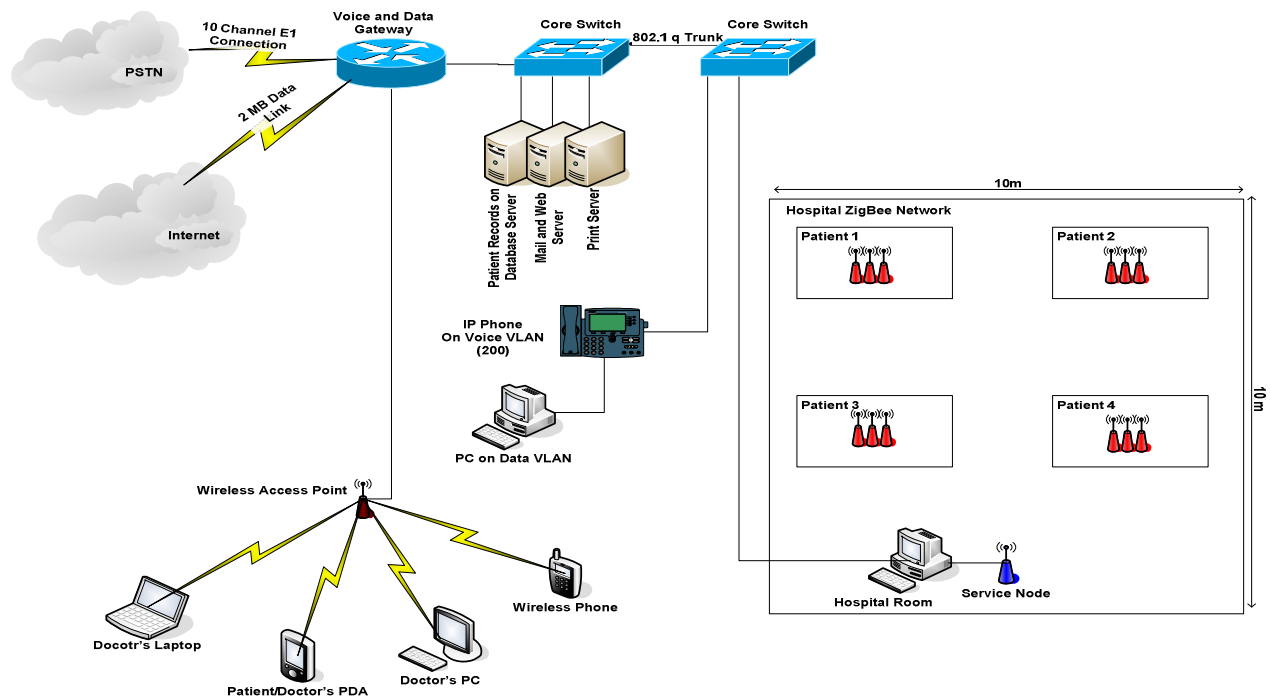 Voice and Data
Gateway
Core Switch
Core Switch
10 Channel E1
Connection
802.1 q Trunk
PSTN
2 MB Data
Link
Internet
Patient Records on
Database Server
Mail and Web
Server
Print Server
10m
Hospital ZigBee Network
Patient 1
Patient 2
IP Phone
On Voice VLAN
(200)
10 m
Patient 3
Patient 4
PC on Data VLAN
Wireless Access Point
Wireless Phone
Hospital Room
Service Node
Docotr's Laptop
Patient/Doctor's PDA
Doctor's PC